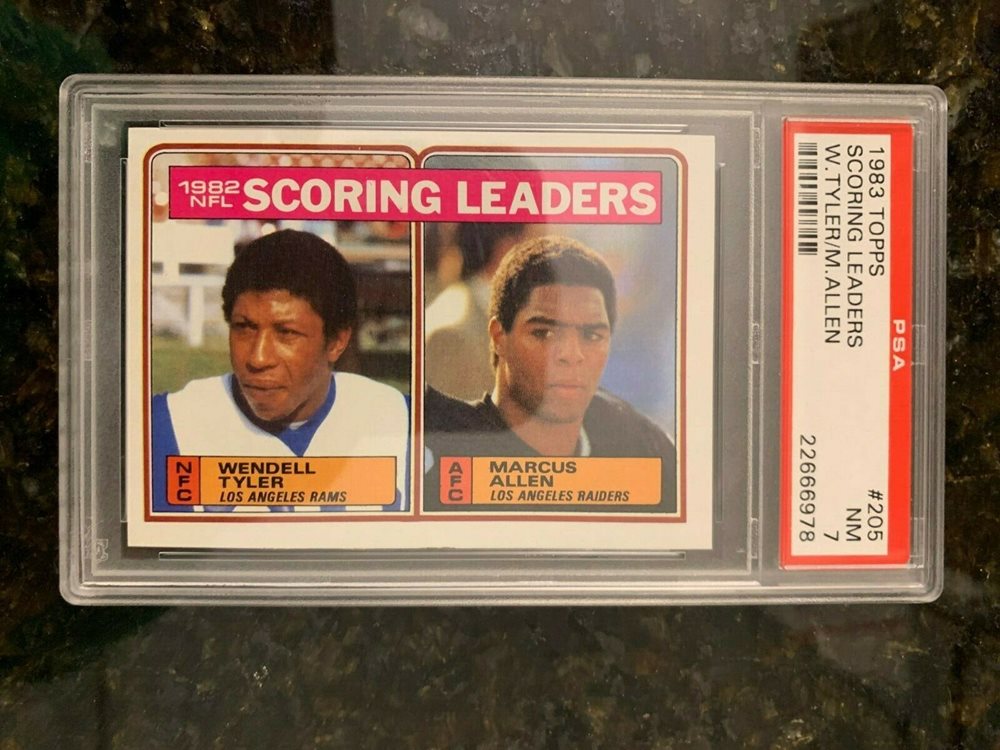 1982
NFL SCORING LEADERS
NFC
WENDELL
TYLER
LOS ANGELES RAMS
AFC
MARCUS
ALLEN
LOS ANGELES RAIDERS
1983 TOPPS
SCORING LEADERS
W.TYLER/M.ALLEN
#205
NM
7
22666978
PSA